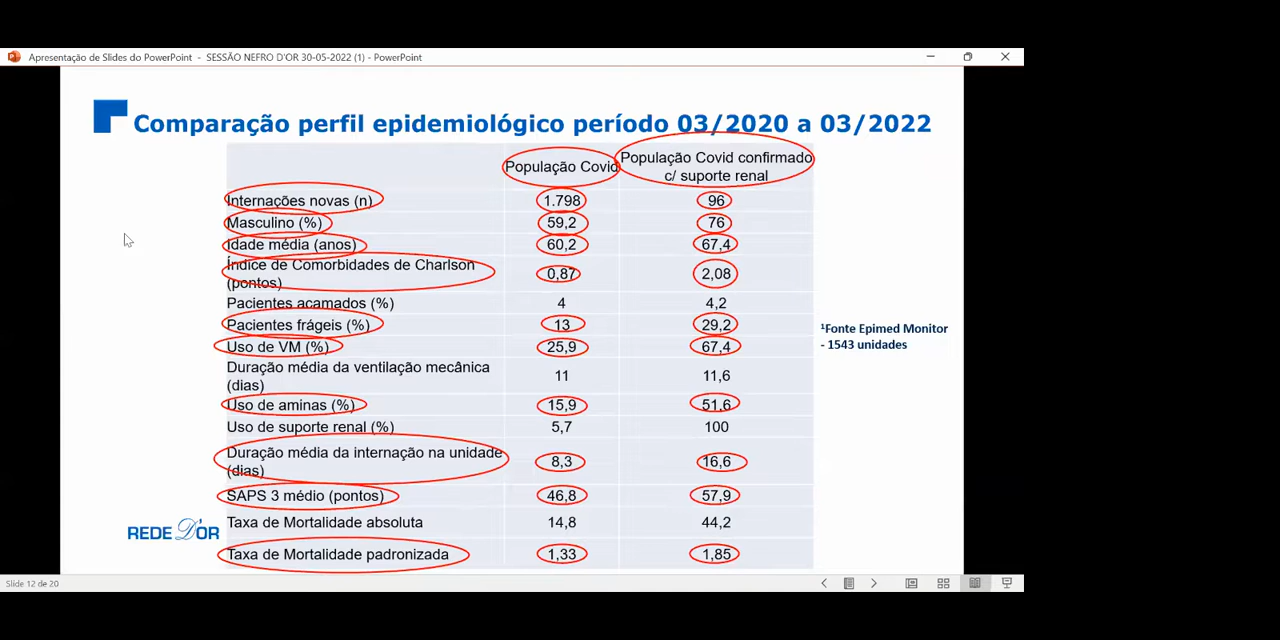 Apresentação de Slides do PowerPoint - SESSÃO NEFRO D'OR 30-05-2022 (1) - PowerPoint
Comparação perfil epidemiológico período 03/2020 a 03/2022
População Covid
População Covid confirmado
c/ suporte renal
Internações novas (n) 1.798 96
Masculino (%) 59,2 76
Idade média (anos) 60,2 67,4
Índice de Comorbidades de Charlson
(pontos) 0,87 2,08
Pacientes acamados (%) 4 4,2
Pacientes frágeis (%) 13 29,2
Uso de VM (%) 25,9 67,4
Duração média da ventilação mecânica
(dias) 11 11,6
Uso de aminas (%) 15,9 51,6
Uso de suporte renal (%) 5,7 100
Duração média da internação na unidade
(dias) 8,3 16,6
SAPS 3 médio (pontos) 46,8 57,9
Taxa de Mortalidade absoluta 14,8 44,2
Taxa de Mortalidade padronizada 1,33 1,85
¹Fonte Epimed Monitor
- 1543 unidades
REDE D'OR
Slide 12 de 20